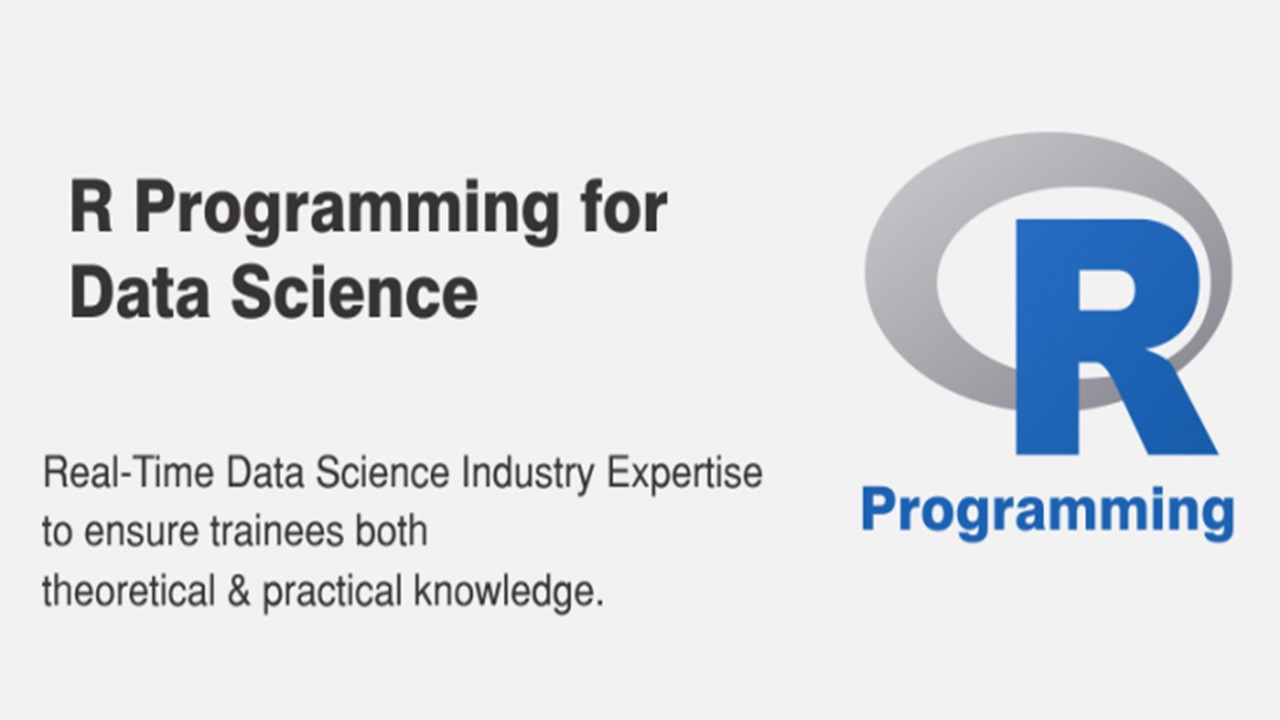 R Programming for
Data Science
Real-Time Data Science Industry Expertise
to ensure trainees both
theoretical & practical knowledge.
R
Programming